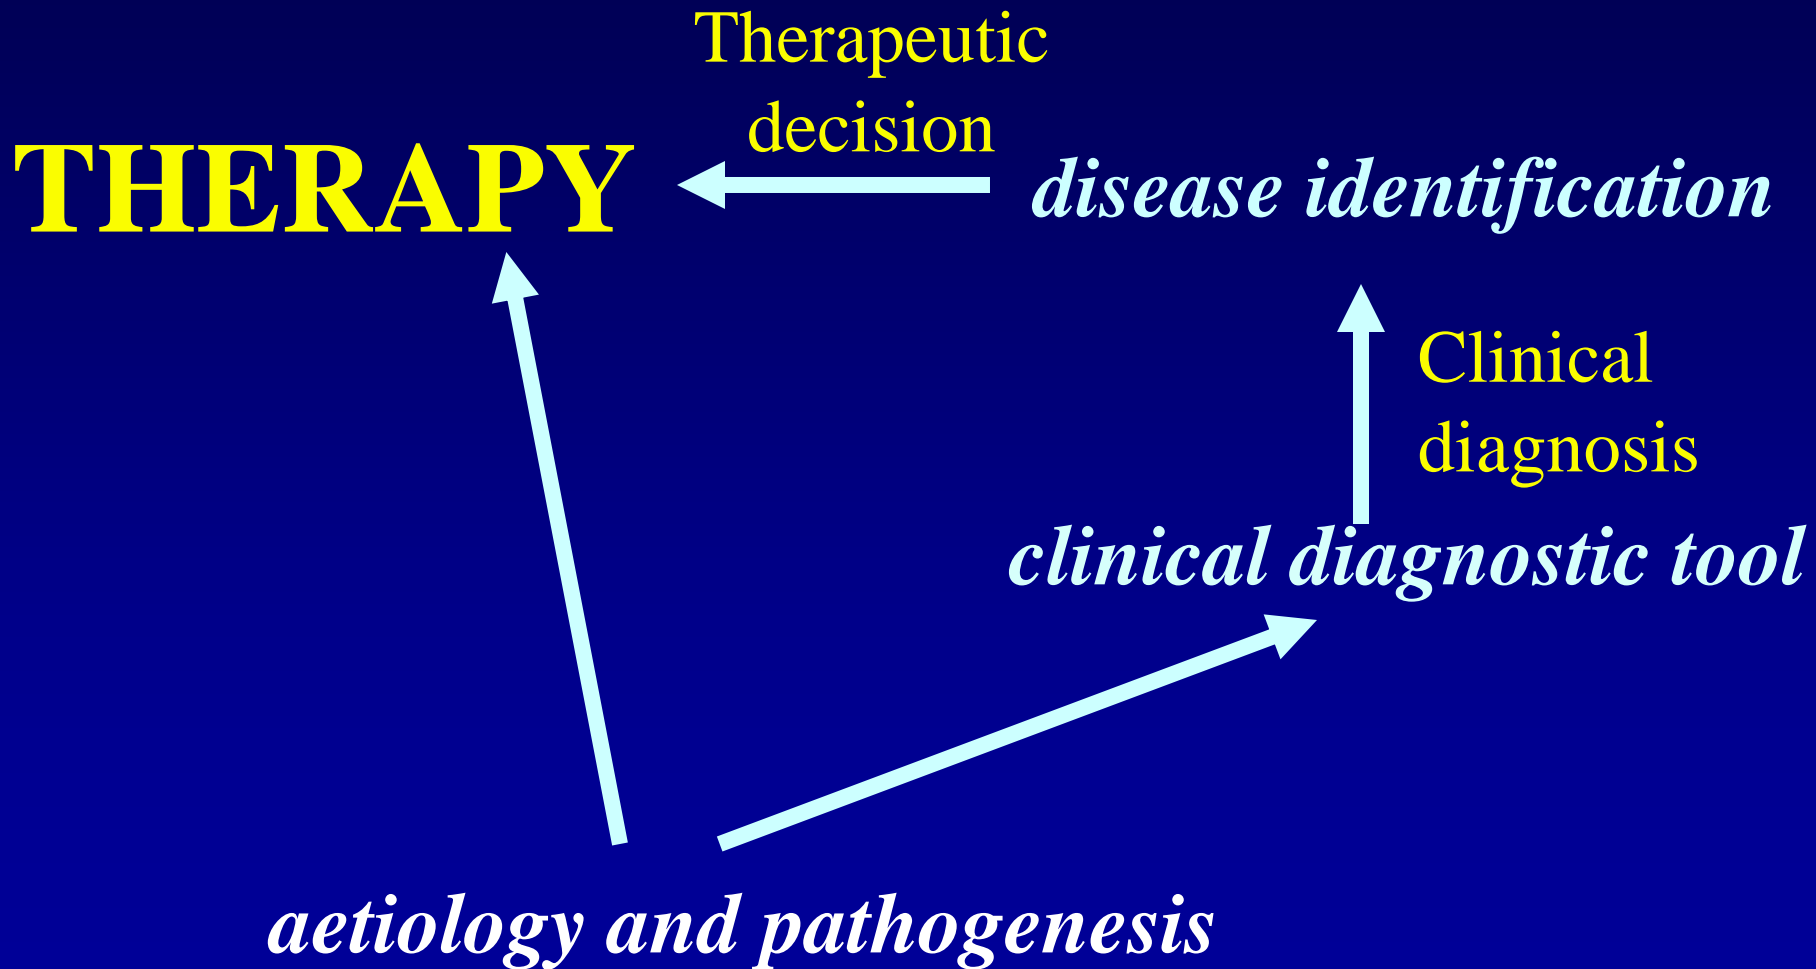 Therapeutic
decision
THERAPY
disease identification
Clinical
diagnosis
clinical diagnostic tool
aetiology and pathogenesis